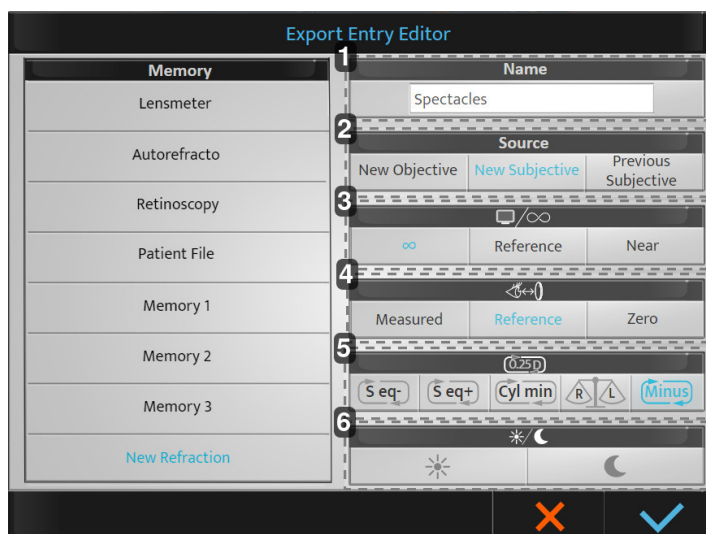 Export Entry Editor
Memory
Lensmeter
Autorefracto
Retinoscopy
Patient File
Memory 1
Memory 2
Memory 3
New Refraction
1
Name
Spectacles
2
Source
New Objective
New Subjective
Previous
Subjective
3
/∞
∞
Reference
Near
4
Measured
Reference
Zero
5
0.25 D
S eq-
S eq+
Cyl min
R L
Minus
6